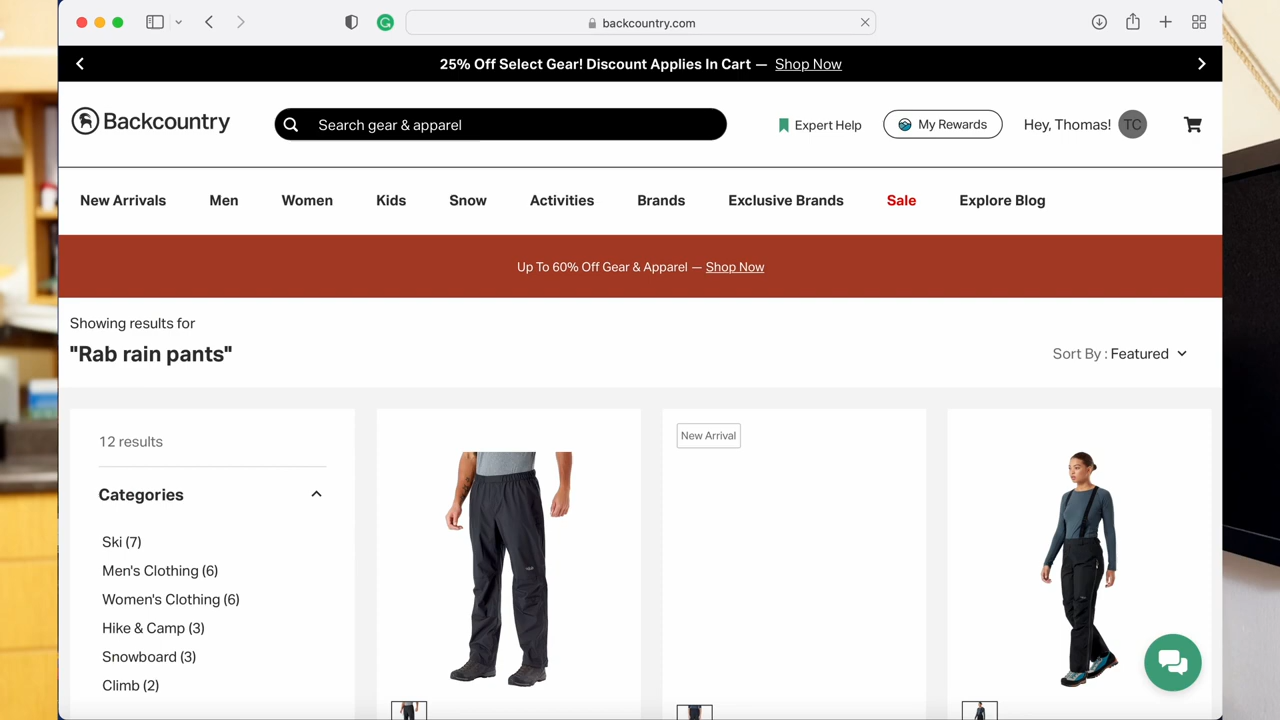 backcountry.com
25% Off Select Gear! Discount Applies In Cart — Shop Now
Backcountry
Search gear & apparel
Expert Help
My Rewards
Hey, Thomas!
TC
New Arrivals
Men
Women
Kids
Snow
Activities
Brands
Exclusive Brands
Sale
Explore Blog
Up To 60% Off Gear & Apparel — Shop Now
Showing results for
"Rab rain pants"
Sort By : Featured
12 results
New Arrival
Categories
Ski (7)
Men's Clothing (6)
Women's Clothing (6)
Hike & Camp (3)
Snowboard (3)
Climb (2)